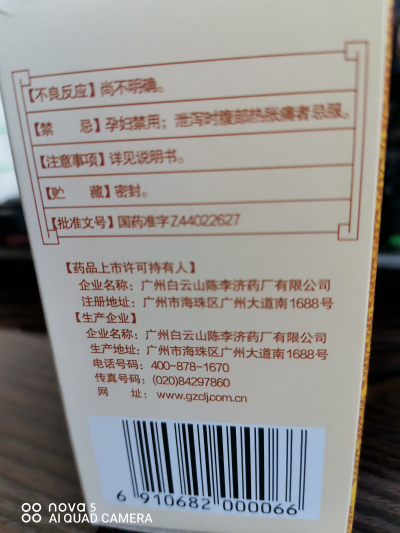 【不良反应】尚不明确。
【禁 忌】孕妇禁用；泄泻时腹部热胀痛者忌服。
【注意事项】详见说明书。
【贮 藏】密封。
【批准文号】国药准字Z44022627
【药品上市许可持有人】
企业名称：广州白云山陈李济药厂有限公司
注册地址：广州市海珠区广州大道南1688号
【生产企业】
企业名称：广州白云山陈李济药厂有限公司
生产地址：广州市海珠区广州大道南1688号
电话号码：400-878-1670
传真号码：(020)84297860
网 址：www.gzclj.com.cn
6 910682 000066
nova 5
AI QUAD CAMERA